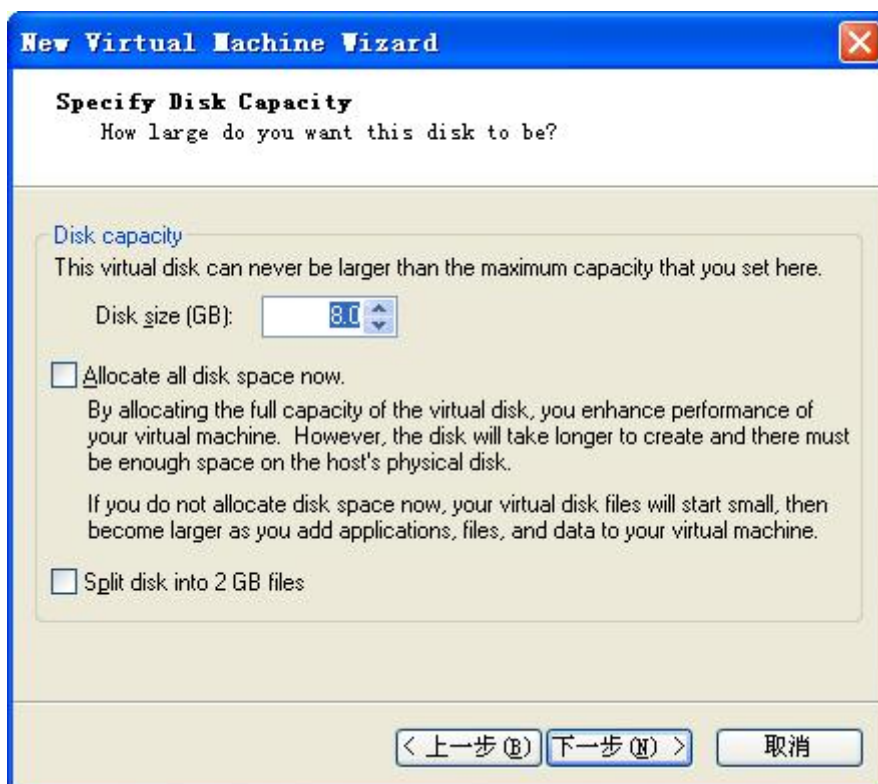 New Virtual Machine Wizard
Specify Disk Capacity
How large do you want this disk to be?
Disk capacity
This virtual disk can never be larger than the maximum capacity that you set here.
Disk size (GB): 8.0
Allocate all disk space now.
By allocating the full capacity of the virtual disk, you enhance performance of
your virtual machine.  However, the disk will take longer to create and there must
be enough space on the host's physical disk.
If you do not allocate disk space now, your virtual disk files will start small, then
become larger as you add applications, files, and data to your virtual machine.
Split disk into 2 GB files
< 上一步(B) 下一步(N) > 取消